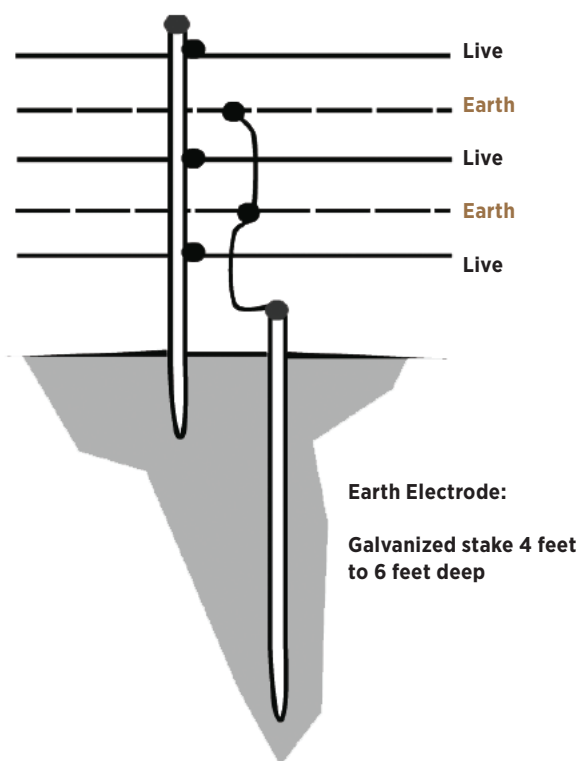 Live
Earth
Live
Earth
Live
Earth Electrode:
Galvanized stake 4 feet
to 6 feet deep